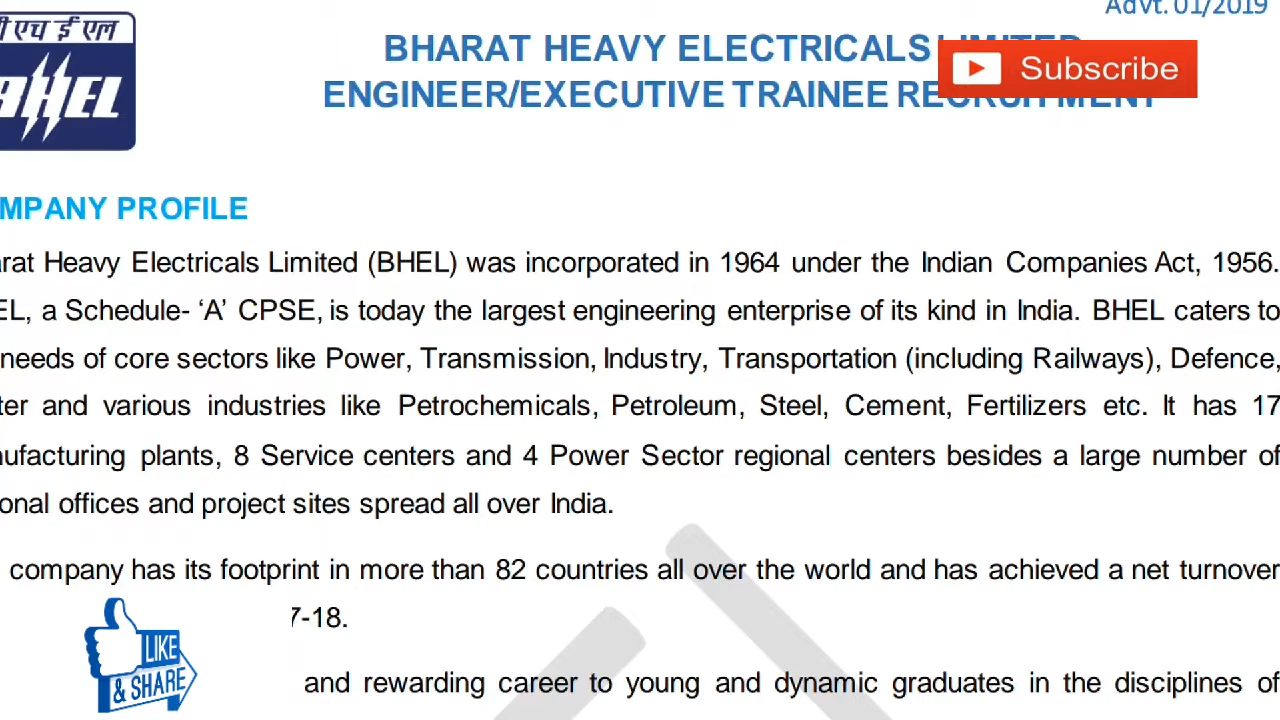 Advt. 01/2019
एच ई एल
BHEL
BHARAT HEAVY ELECTRICALS LIMITED
Subscribe
ENGINEER/EXECUTIVE TRAINEE RECRUITMENT
MPANY PROFILE
arat Heavy Electricals Limited (BHEL) was incorporated in 1964 under the Indian Companies Act, 1956.
EL, a Schedule- ‘A’ CPSE, is today the largest engineering enterprise of its kind in India. BHEL caters to
needs of core sectors like Power, Transmission, Industry, Transportation (including Railways), Defence,
ter and various industries like Petrochemicals, Petroleum, Steel, Cement, Fertilizers etc. It has 17
nufacturing plants, 8 Service centers and 4 Power Sector regional centers besides a large number of
onal offices and project sites spread all over India.
company has its footprint in more than 82 countries all over the world and has achieved a net turnover
7-18.
LIKE
& SHARE
and rewarding career to young and dynamic graduates in the disciplines of